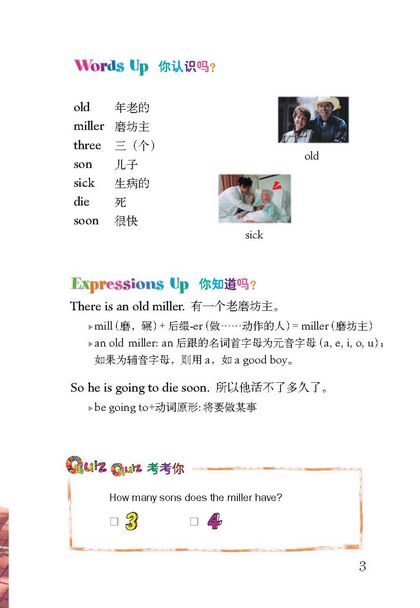 Words Up 你认识吗?
old 年老的
miller 磨坊主
three 三（个）
son 儿子
sick 生病的
die 死
soon 很快
old
sick
Expressions Up 你知道吗?
There is an old miller. 有一个老磨坊主。
▸mill（磨，碾）+ 后缀-er（做……动作的人）= miller（磨坊主）
▸an old miller: an 后跟的名词首字母为元音字母（a, e, i, o, u）；
如果为辅音字母，则用 a，如 a good boy。
So he is going to die soon. 所以他活不了多久了。
▸be going to+动词原形: 将要做某事
Quiz Quiz 考考你
How many sons does the miller have?
□ 3 □ 4
3